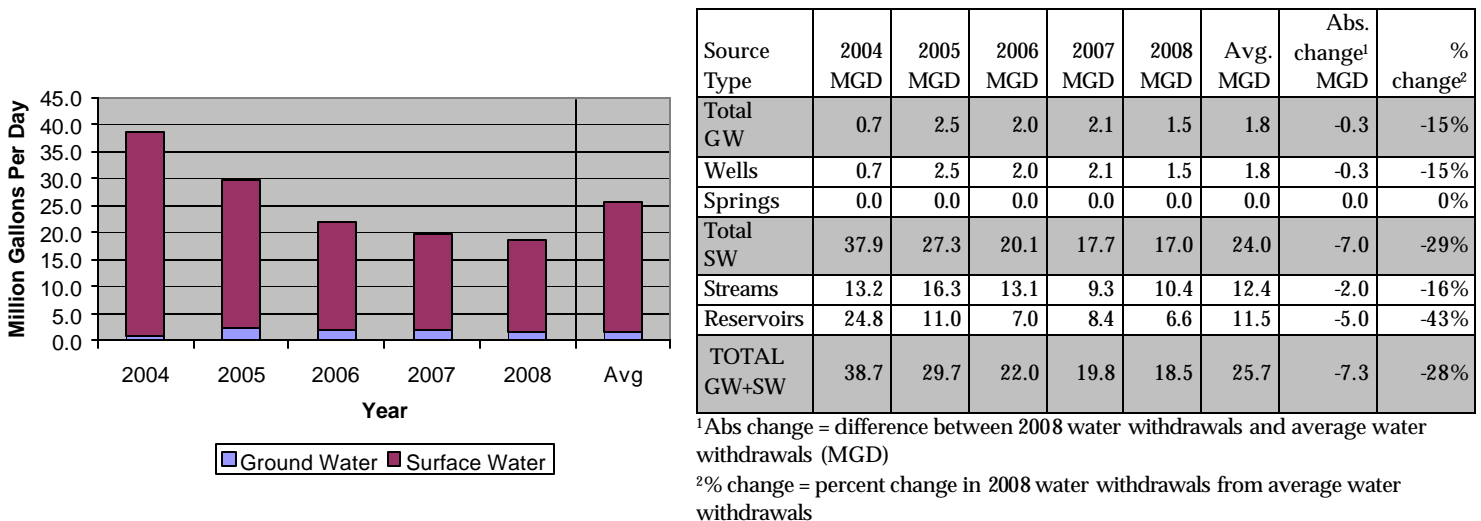 45.0
40.0
35.0
30.0
25.0
20.0
15.0
10.0
5.0
0.0
Million Gallons Per Day
2004 2005 2006 2007 2008 Avg
Year
Ground Water Surface Water
Source Type 2004 MGD 2005 MGD 2006 MGD 2007 MGD 2008 MGD Avg. MGD Abs. change¹ MGD % change²
Total GW 0.7 2.5 2.0 2.1 1.5 1.8 -0.3 -15%
Wells 0.7 2.5 2.0 2.1 1.5 1.8 -0.3 -15%
Springs 0.0 0.0 0.0 0.0 0.0 0.0 0.0 0%
Total SW 37.9 27.3 20.1 17.7 17.0 24.0 -7.0 -29%
Streams 13.2 16.3 13.1 9.3 10.4 12.4 -2.0 -16%
Reservoirs 24.8 11.0 7.0 8.4 6.6 11.5 -5.0 -43%
TOTAL GW+SW 38.7 29.7 22.0 19.8 18.5 25.7 -7.3 -28%
¹Abs change = difference between 2008 water withdrawals and average water
withdrawals (MGD)
²% change = percent change in 2008 water withdrawals from average water
withdrawals